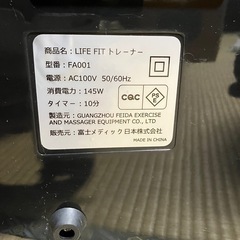 商品名：LIFE FIT トレーナー
型番：FA001
電源：AC100V 50/60Hz
消費電力：145W
タイマー：10分
CQC
PSE
製造元：GUANGZHOU FEIDA EXERCISE
AND MASSAGER EQUIPMENT CO., LTD
販売元：富士メディック日本株式会社
MADE IN CHINA